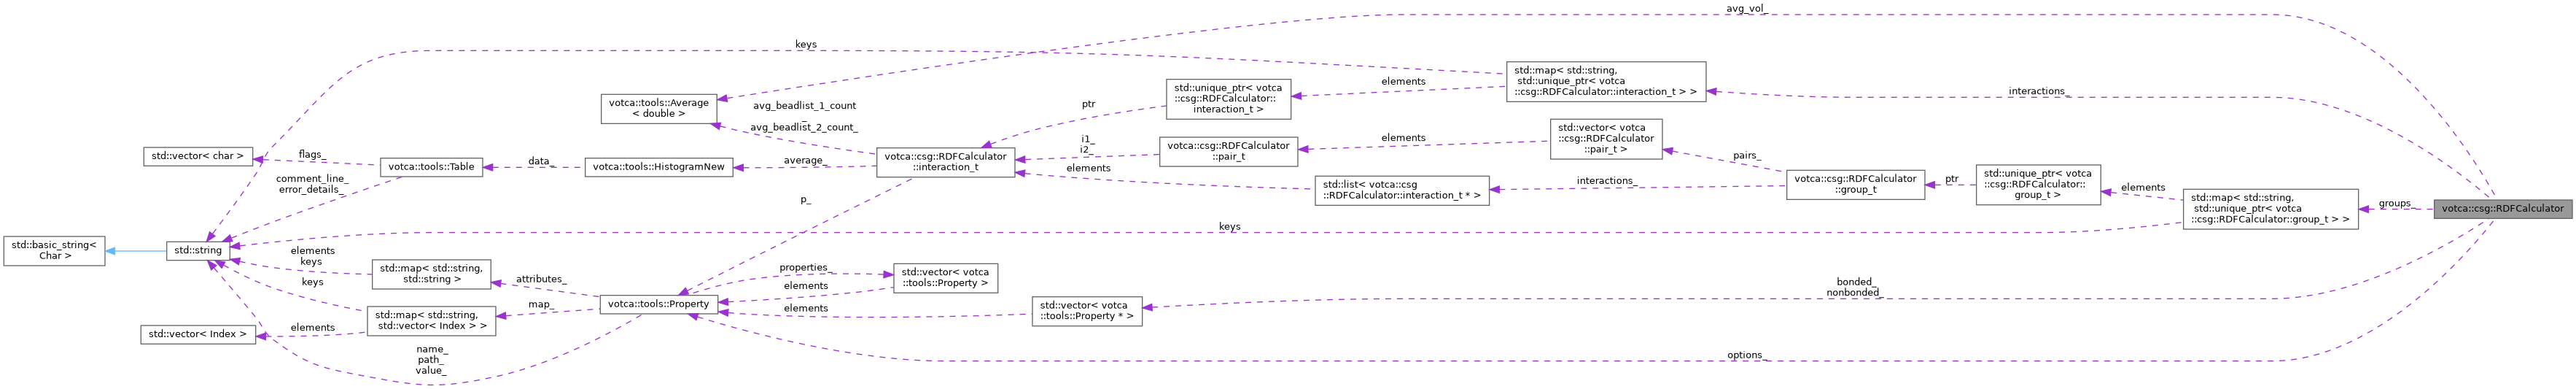 avg_vol_
keys
std::map< std::string,
std::unique_ptr< votca
::csg::RDFCalculator::interaction_t > >
elements
std::unique_ptr< votca
::csg::RDFCalculator::
interaction_t >
interactions_
votca::tools::Average
< double >
avg_beadlist_1_count
_
avg_beadlist_2_count_
ptr
std::vector< votca
::csg::RDFCalculator
::pair_t >
elements
i1_
i2_
votca::csg::RDFCalculator
::pair_t
std::vector< char >
flags_
votca::tools::Table
data_
votca::tools::HistogramNew
average_
votca::csg::RDFCalculator
::interaction_t
elements
pairs_
comment_line_
error_details_
std::list< votca::csg
::RDFCalculator::interaction_t * >
interactions_
votca::csg::RDFCalculator
::group_t
ptr
std::unique_ptr< votca
::csg::RDFCalculator::
group_t >
elements
std::map< std::string,
std::unique_ptr< votca
::csg::RDFCalculator::group_t > >
groups_
votca::csg::RDFCalculator
p_
keys
std::basic_string<
Char >
std::string
elements
keys
std::map< std::string,
std::string >
attributes_
properties_
std::vector< votca
::tools::Property >
elements
keys
votca::tools::Property
map_
std::map< std::string,
std::vector< Index > >
elements
std::vector< votca
::tools::Property * >
bonded_
nonbonded_
std::vector< Index >
elements
name_
path_
value_
options_